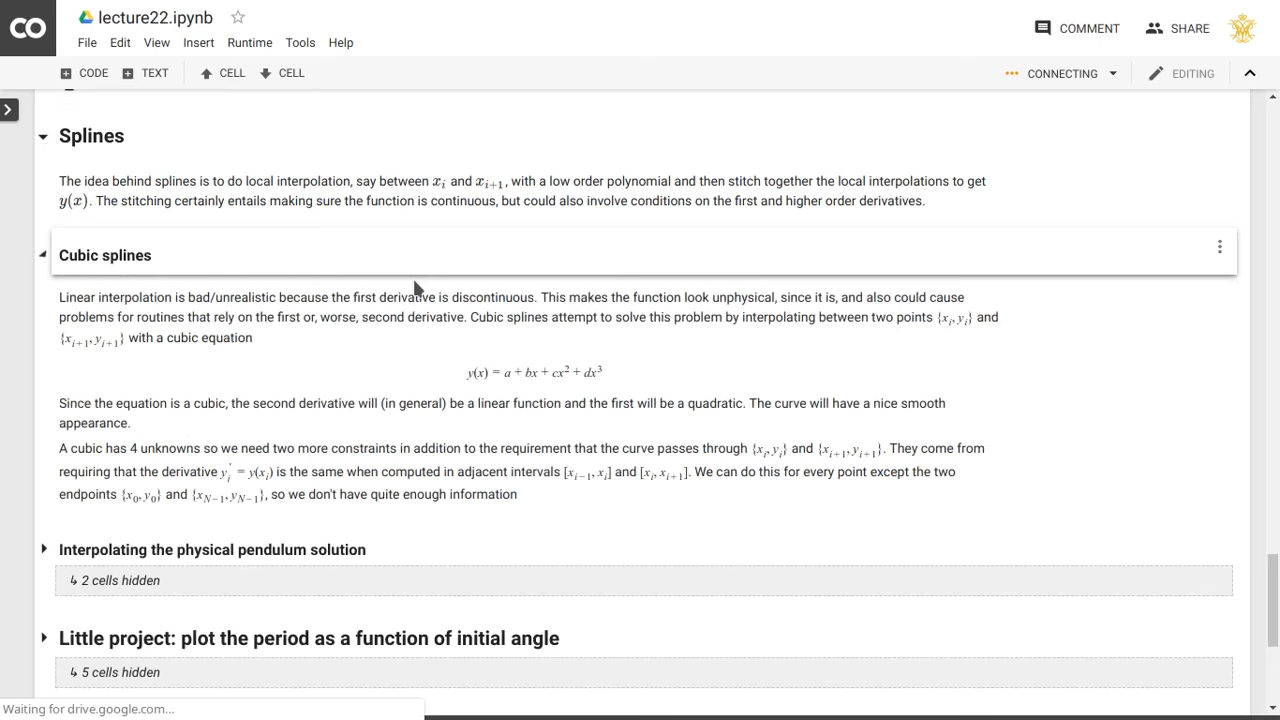 CO
lecture22.ipynb
File Edit View Insert Runtime Tools Help
COMMENT SHARE
CODE TEXT CELL CELL
CONNECTING EDITING
Splines
The idea behind splines is to do local interpolation, say between xᵢ and xᵢ₊₁, with a low order polynomial and then stitch together the local interpolations to get
y(x). The stitching certainly entails making sure the function is continuous, but could also involve conditions on the first and higher order derivatives.
Cubic splines
Linear interpolation is bad/unrealistic because the first derivative is discontinuous. This makes the function look unphysical, since it is, and also could cause
problems for routines that rely on the first or, worse, second derivative. Cubic splines attempt to solve this problem by interpolating between two points {xᵢ, yᵢ} and
{xᵢ₊₁, yᵢ₊₁} with a cubic equation
y(x) = a + bx + cx² + dx³
Since the equation is a cubic, the second derivative will (in general) be a linear function and the first will be a quadratic. The curve will have a nice smooth
appearance.
A cubic has 4 unknowns so we need two more constraints in addition to the requirement that the curve passes through {xᵢ, yᵢ} and {xᵢ₊₁, yᵢ₊₁}. They come from
requiring that the derivative y′ᵢ = y(xᵢ) is the same when computed in adjacent intervals [xᵢ₋₁, xᵢ] and [xᵢ, xᵢ₊₁]. We can do this for every point except the two
endpoints {x₀, y₀} and {x_{N−1}, y_{N−1}}, so we don't have quite enough information
Interpolating the physical pendulum solution
↳ 2 cells hidden
Little project: plot the period as a function of initial angle
↳ 5 cells hidden
Waiting for drive.google.com...